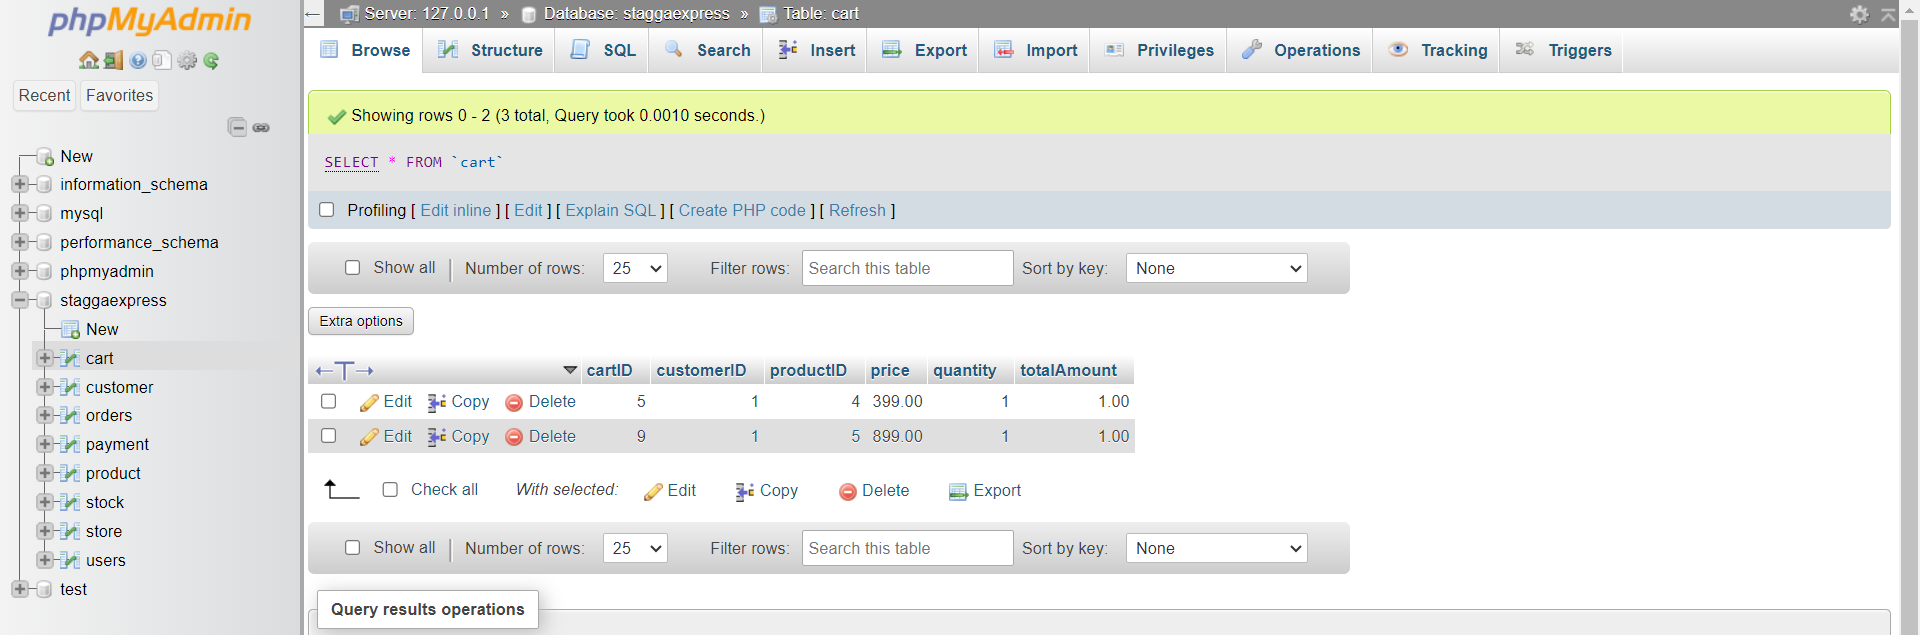 phpMyAdmin
Recent Favorites
New
information_schema
mysql
performance_schema
phpmyadmin
staggaexpress
New
cart
customer
orders
payment
product
stock
store
users
test
Server: 127.0.0.1 » Database: staggaexpress » Table: cart
Browse Structure SQL Search Insert Export Import Privileges Operations Tracking Triggers
Showing rows 0 - 2 (3 total, Query took 0.0010 seconds.)
SELECT * FROM `cart`
Profiling [ Edit inline ] [ Edit ] [ Explain SQL ] [ Create PHP code ] [ Refresh ]
Show all Number of rows: 25 Filter rows: Search this table Sort by key: None
Extra options
←T→ cartID customerID productID price quantity totalAmount
Edit Copy Delete 5 1 4 399.00 1 1.00
Edit Copy Delete 9 1 5 899.00 1 1.00
Check all With selected: Edit Copy Delete Export
Show all Number of rows: 25 Filter rows: Search this table Sort by key: None
Query results operations